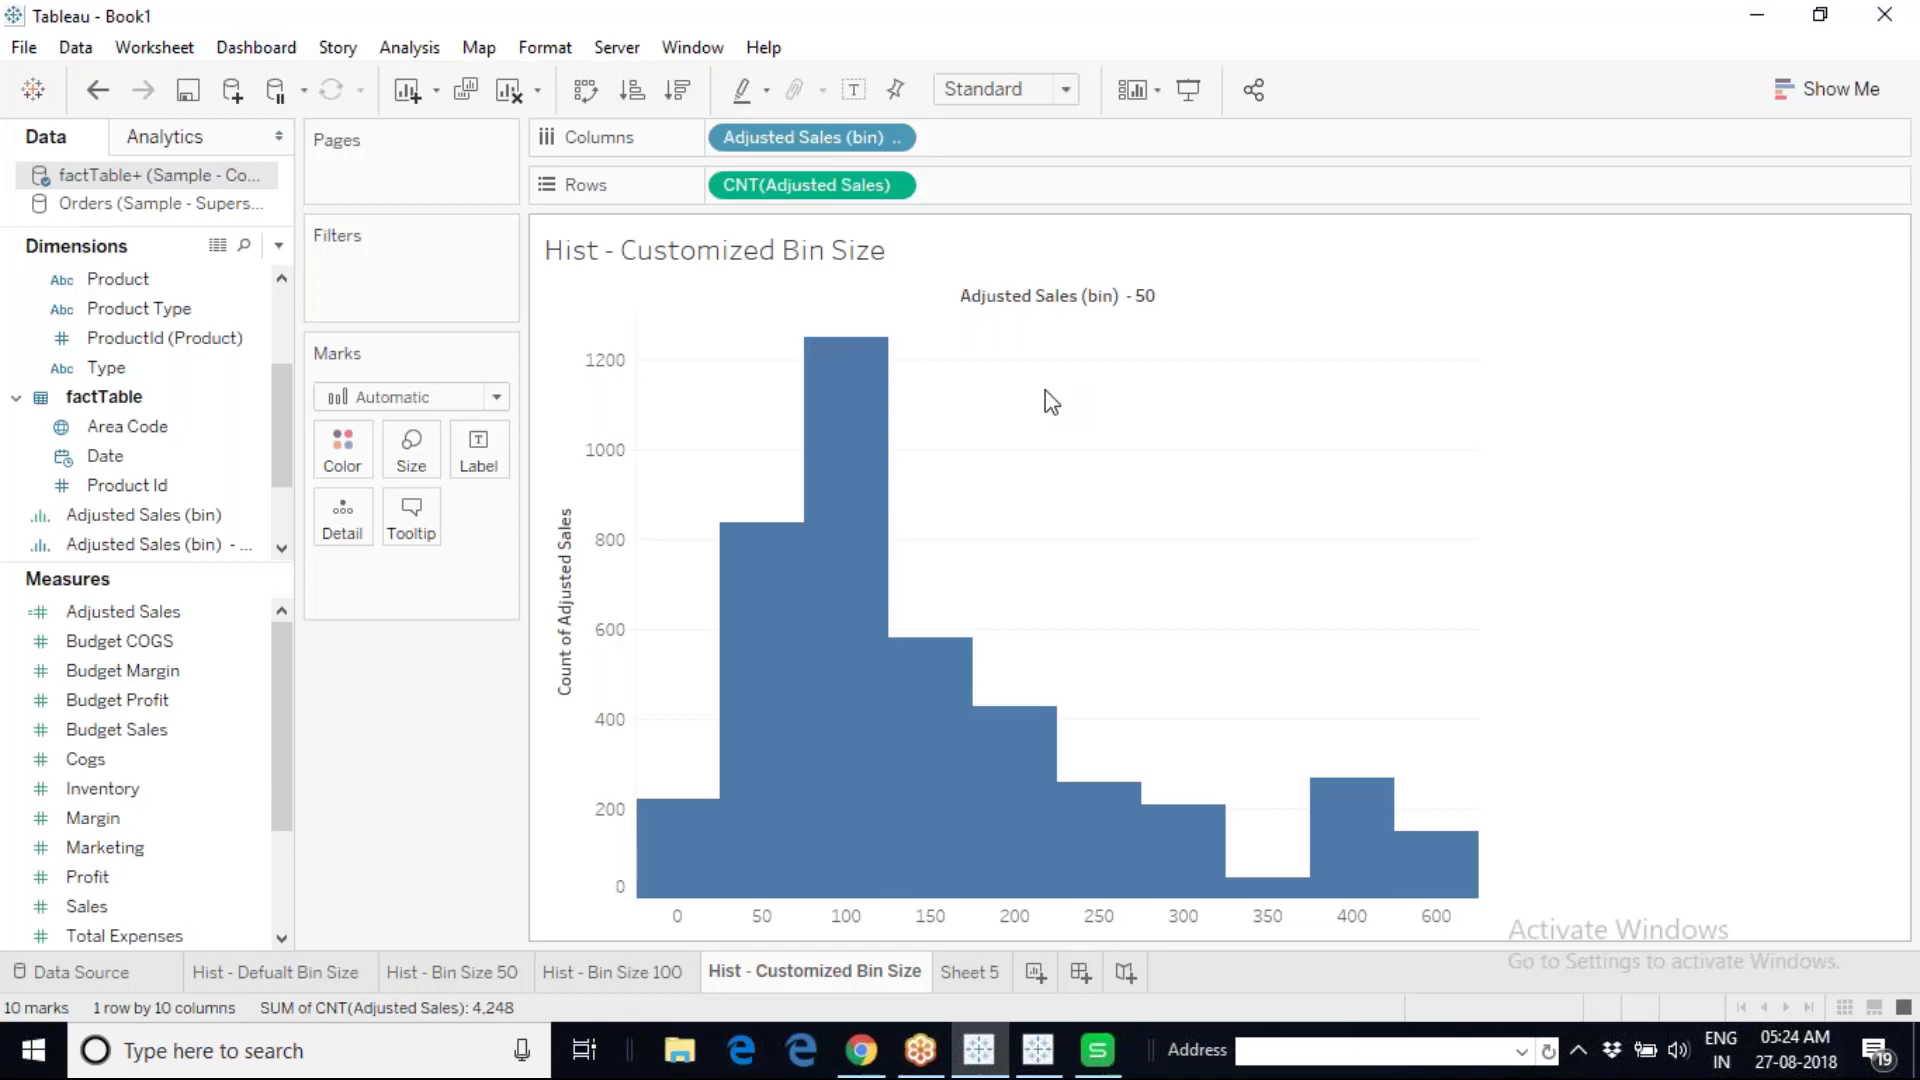 Tableau - Book1
File Data Worksheet Dashboard Story Analysis Map Format Server Window Help
Standard
Show Me
Data Analytics
Pages
Columns Adjusted Sales (bin) ..
factTable+ (Sample - Co...
Rows CNT(Adjusted Sales)
Orders (Sample - Supers...
Dimensions
Filters
Hist - Customized Bin Size
Abc Product
Adjusted Sales (bin) - 50
Abc Product Type
ProductId (Product)
Marks
Abc Type
factTable
Automatic
Area Code
Date
Color Size Label
Product Id
Adjusted Sales (bin)
Detail Tooltip
Adjusted Sales (bin) - ...
Measures
Adjusted Sales
Budget COGS
Budget Margin
Budget Profit
Budget Sales
Cogs
Inventory
Margin
Marketing
Profit
Sales
Total Expenses
Count of Adjusted Sales
1200
1000
800
600
400
200
0
0 50 100 150 200 250 300 350 400 600
Activate Windows
Go to Settings to activate Windows.
Data Source Hist - Defualt Bin Size Hist - Bin Size 50 Hist - Bin Size 100 Hist - Customized Bin Size Sheet 5
10 marks 1 row by 10 columns SUM of CNT(Adjusted Sales): 4,248
Type here to search
Address
ENG
IN
05:24 AM
27-08-2018
19